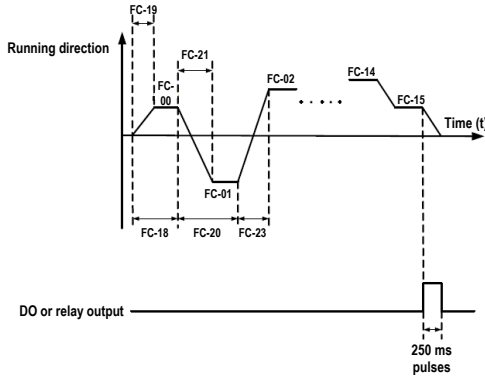 FC-19
Running direction
FC-21
FC-
00
FC-02
FC-14
FC-15
Time (t)
FC-01
FC-18
FC-20
FC-23
DO or relay output
250 ms
pulses